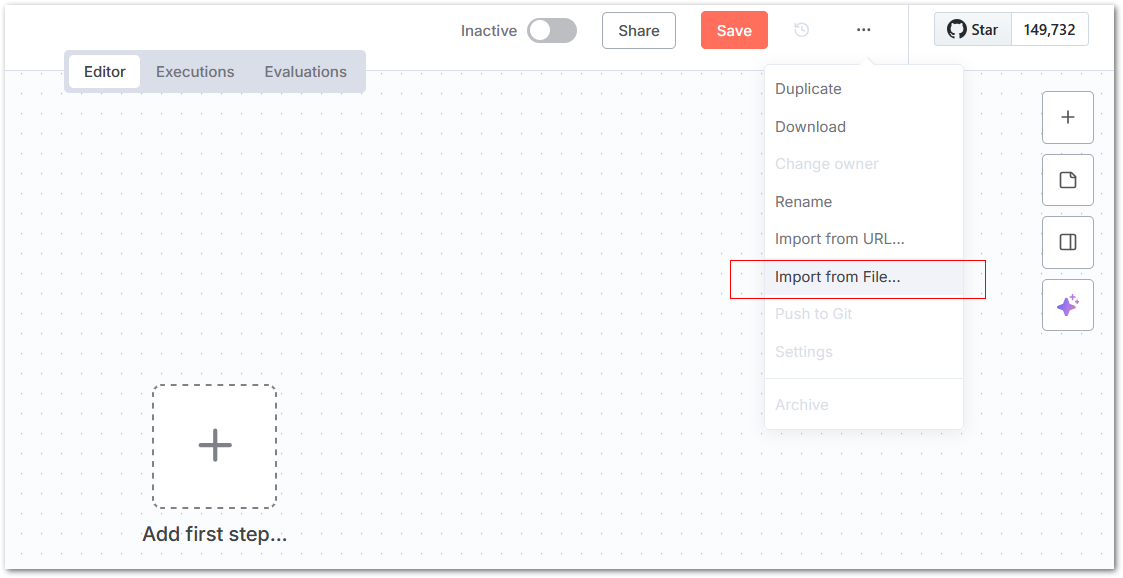 Inactive
Share
Save
Star
149,732
Editor
Executions
Evaluations
Duplicate
Download
Change owner
Rename
Import from URL...
Import from File...
Push to Git
Settings
Archive
Add first step...